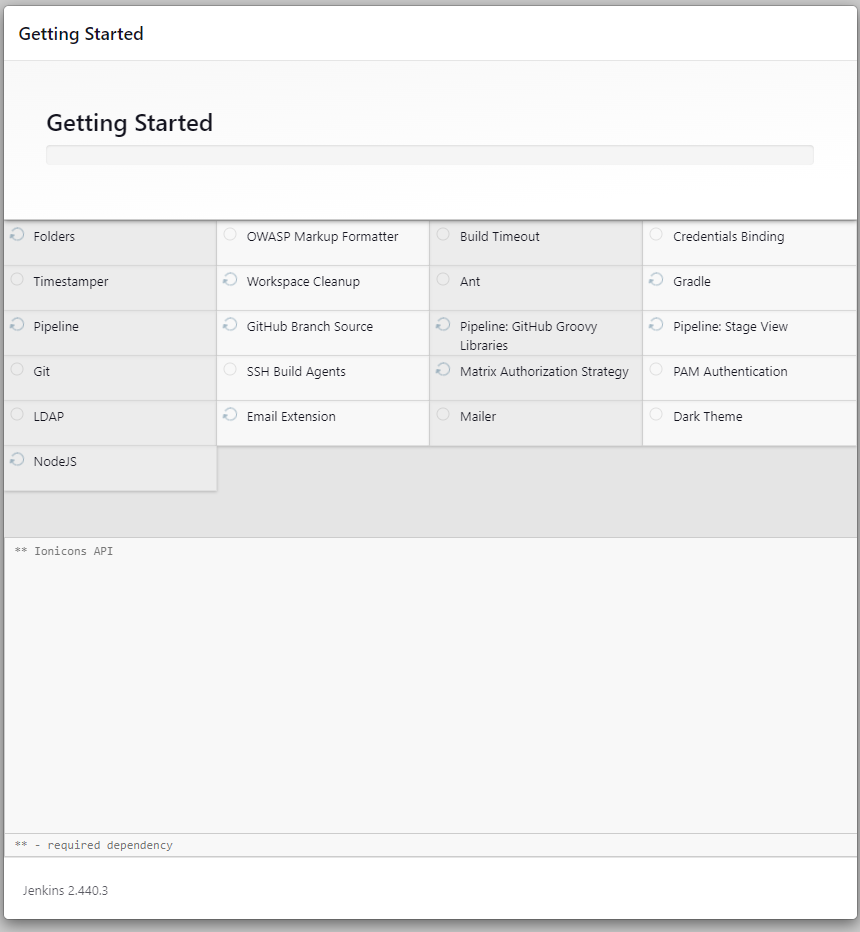 Getting Started
Getting Started
Folders
OWASP Markup Formatter
Build Timeout
Credentials Binding
Timestamper
Workspace Cleanup
Ant
Gradle
Pipeline
GitHub Branch Source
Pipeline: GitHub Groovy
Libraries
Pipeline: Stage View
Git
SSH Build Agents
Matrix Authorization Strategy
PAM Authentication
LDAP
Email Extension
Mailer
Dark Theme
NodeJS
** Ionicons API
** - required dependency
Jenkins 2.440.3